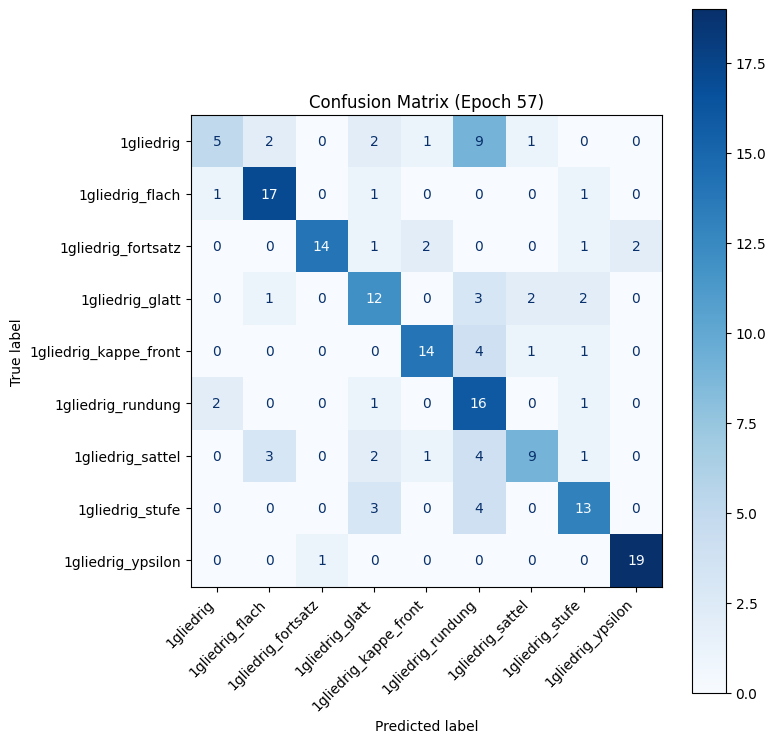 Confusion Matrix (Epoch 57)
True label
1gliedrig 5 2 0 2 1 9 1 0 0
1gliedrig_flach 1 17 0 1 0 0 0 1 0
1gliedrig_fortsatz 0 0 14 1 2 0 0 1 2
1gliedrig_glatt 0 1 0 12 0 3 2 2 0
1gliedrig_kappe_front 0 0 0 0 14 4 1 1 0
1gliedrig_rundung 2 0 0 1 0 16 0 1 0
1gliedrig_sattel 0 3 0 2 1 4 9 1 0
1gliedrig_stufe 0 0 0 3 0 4 0 13 0
1gliedrig_ypsilon 0 0 1 0 0 0 0 0 19
1gliedrig
1gliedrig_flach
1gliedrig_fortsatz
1gliedrig_glatt
1gliedrig_kappe_front
1gliedrig_rundung
1gliedrig_sattel
1gliedrig_stufe
1gliedrig_ypsilon
Predicted label
17.5
15.0
12.5
10.0
7.5
5.0
2.5
0.0